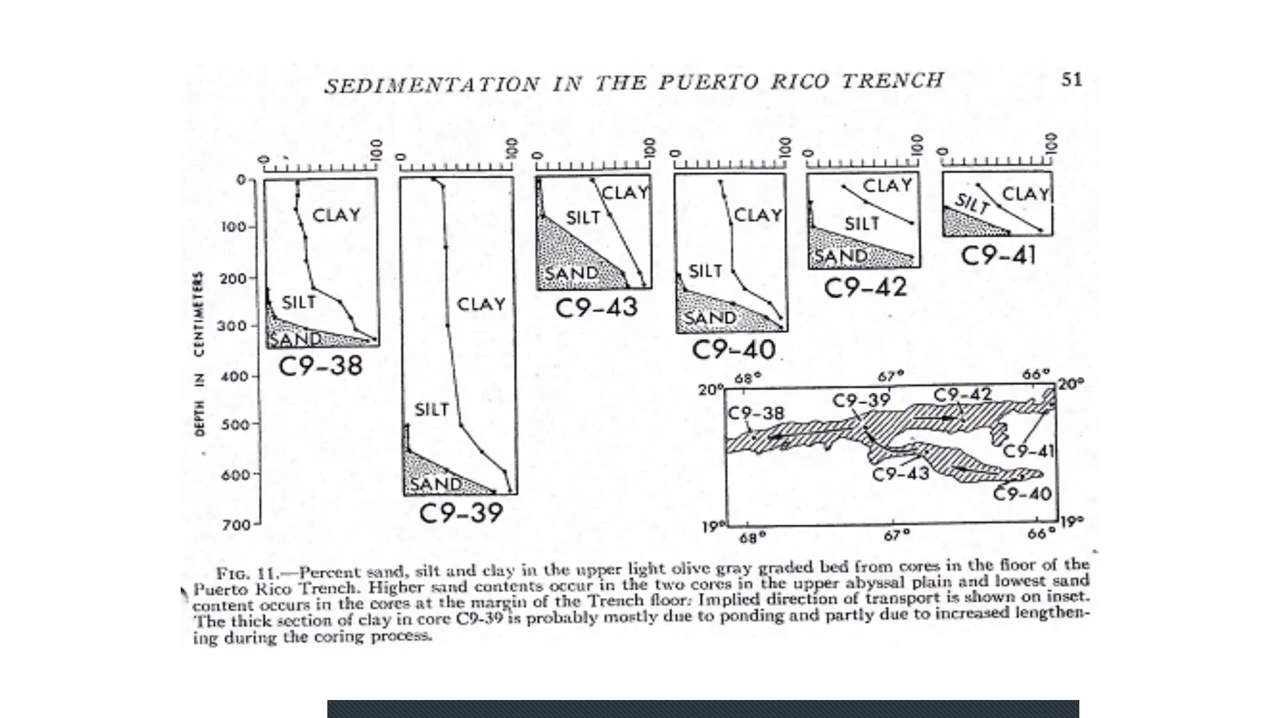 SEDIMENTATION IN THE PUERTO RICO TRENCH 51
0 100 0 100 0 100 0 100 0 100 0 100
DEPTH IN CENTIMETERS
0
100
200
300
400
500
600
700
CLAY
SILT
SAND
C9-38
CLAY
SILT
SAND
C9-39
CLAY
SILT
SAND
C9-43
CLAY
SILT
SAND
C9-40
CLAY
SILT
SAND
C9-42
SILT
CLAY
C9-41
68° 67° 66°
20° 20°
C9-38
C9-39
C9-42
C9-41
C9-43
C9-40
19° 19°
68° 67° 66°
FIG. 11.—Percent sand, silt and clay in the upper light olive gray graded bed from cores in the floor of the
Puerto Rico Trench. Higher sand contents occur in the two cores in the upper abyssal plain and lowest sand
content occurs in the cores at the margin of the Trench floor: Implied direction of transport is shown on inset.
The thick section of clay in core C9-39 is probably mostly due to ponding and partly due to increased lengthen-
ing during the coring process.